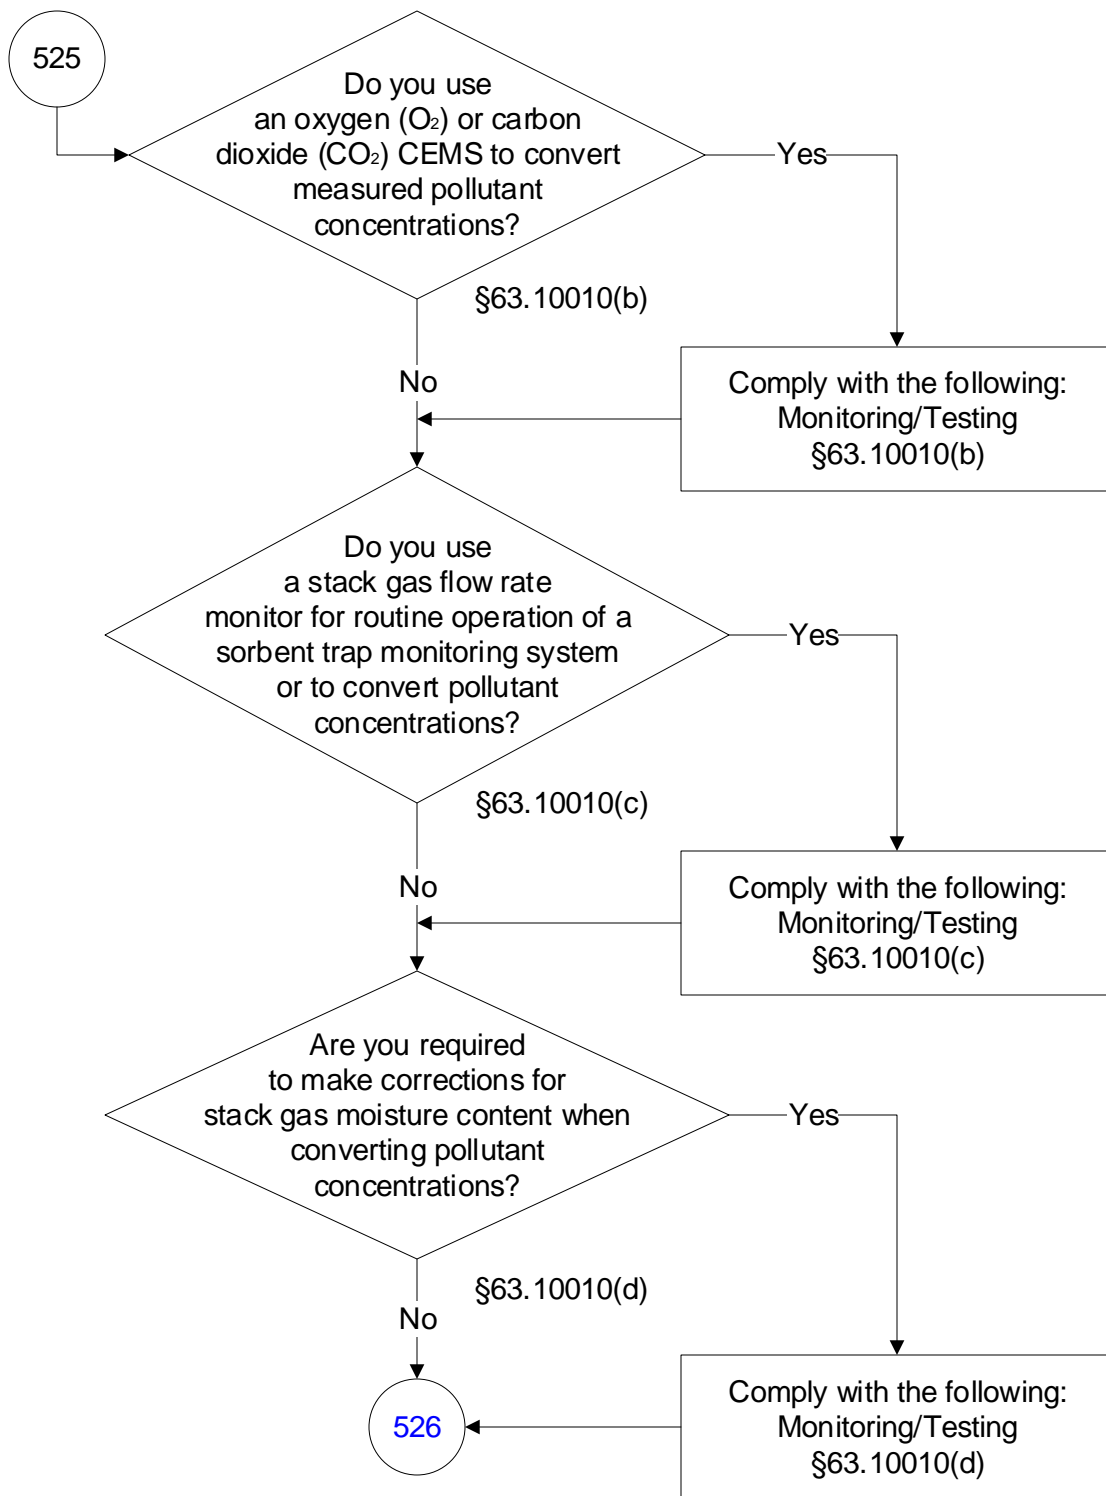 525
Do you use
an oxygen (O₂) or carbon
dioxide (CO₂) CEMS to convert
measured pollutant
concentrations?
Yes
§63.10010(b)
No
Comply with the following:
Monitoring/Testing
§63.10010(b)
Do you use
a stack gas flow rate
monitor for routine operation of a
sorbent trap monitoring system
or to convert pollutant
concentrations?
Yes
§63.10010(c)
No
Comply with the following:
Monitoring/Testing
§63.10010(c)
Are you required
to make corrections for
stack gas moisture content when
converting pollutant
concentrations?
Yes
§63.10010(d)
No
Comply with the following:
Monitoring/Testing
§63.10010(d)
526